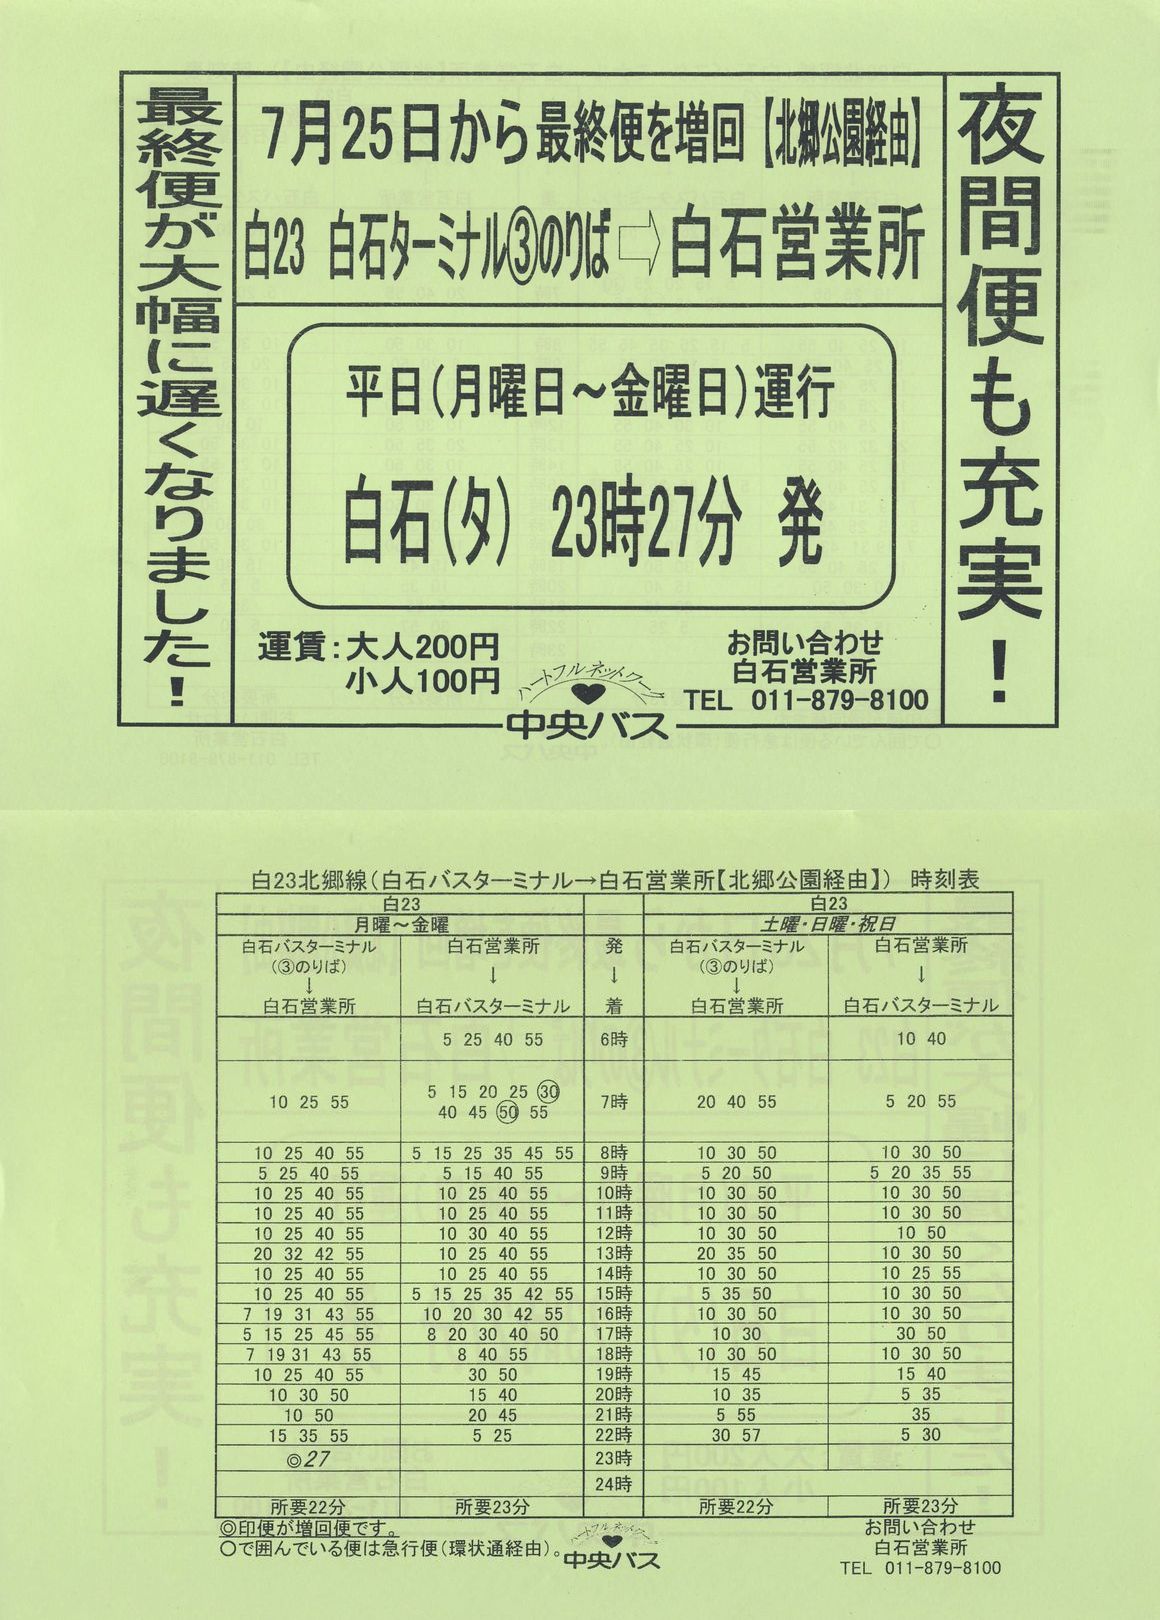 夜間便も充実！
7月25日から最終便を増回【北郷公園経由】
白23 白石ターミナル③のりば⇨白石営業所
平日(月曜日～金曜日)運行
白石(タ) 23時27分 発
運賃:大人200円
小人100円
ハートフルネットワーク
中央バス
お問い合わせ
白石営業所
TEL 011-879-8100
最終便が大幅に遅くなりました！
白23北郷線(白石バスターミナル→白石営業所【北郷公園経由】) 時刻表
白23 白23
月曜～金曜 土曜・日曜・祝日
白石バスターミナル 白石営業所 発 白石バスターミナル 白石営業所
(③のりば) ↓ ↓ (③のりば) ↓
↓ ↓
白石営業所 白石バスターミナル 着 白石営業所 白石バスターミナル
5 25 40 55 6時 10 40
5 15 20 25 ㉚
10 25 55 7時 20 40 55 5 20 55
40 45 ㊿ 55
10 25 40 55 5 15 25 35 45 55 8時 10 30 50 10 30 50
5 25 40 55 5 15 40 55 9時 5 20 50 5 20 35 55
10 25 40 55 10 25 40 55 10時 10 30 50 10 30 50
10 25 40 55 10 25 40 55 11時 10 30 50 10 30 50
10 25 40 55 10 30 40 55 12時 10 30 50 10 50
20 32 42 55 10 25 40 55 13時 20 35 50 10 30 50
10 25 40 55 10 25 40 55 14時 10 30 50 10 25 55
10 25 40 55 5 15 25 35 42 55 15時 5 35 50 10 30 50
7 19 31 43 55 10 20 30 42 55 16時 10 30 50 10 30 50
5 15 25 45 55 8 20 30 40 50 17時 10 30 30 50
7 19 31 43 55 8 40 55 18時 10 30 50 10 30 50
10 25 40 55 30 50 19時 15 45 15 40
10 30 50 15 40 20時 10 35 5 35
10 50 20 45 21時 5 55 35
15 35 55 5 25 22時 30 57 5 30
◎27 23時
24時
所要22分 所要23分 所要22分 所要23分
◎印便が増回便です。
○で囲んでいる便は急行便(環状通経由)。
ハートフルネットワーク
中央バス
お問い合わせ
白石営業所
TEL 011-879-8100